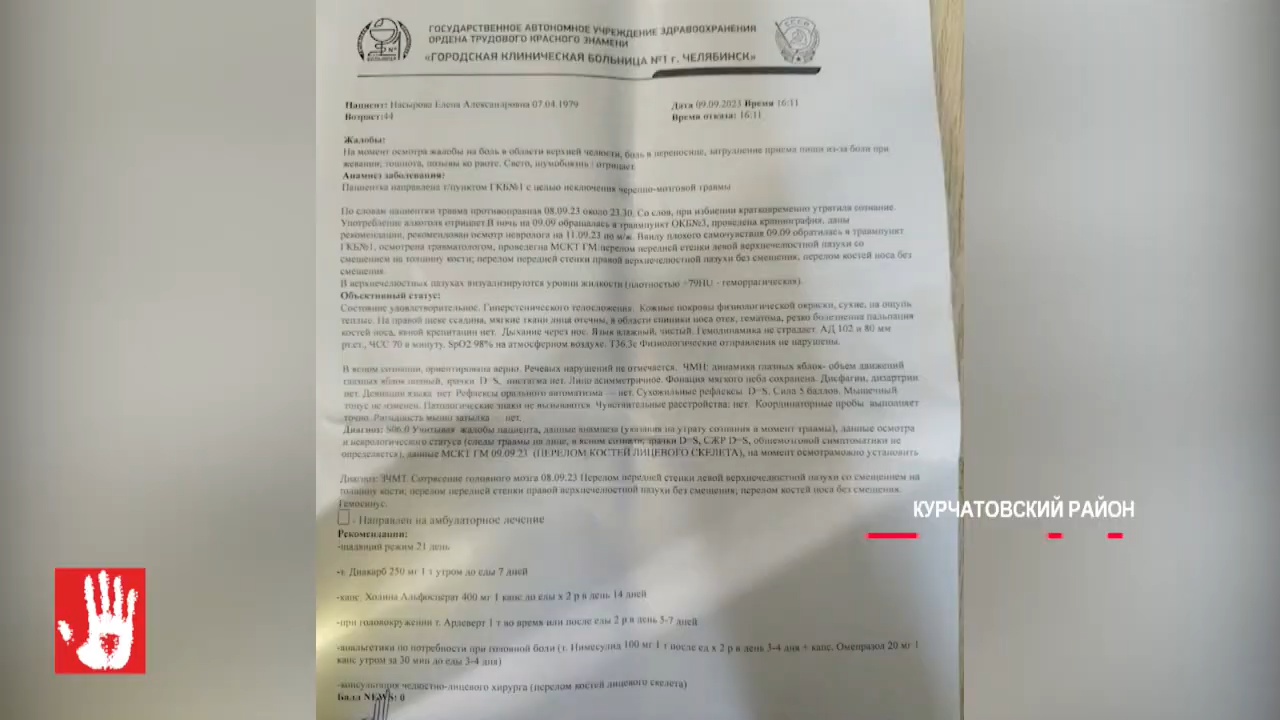 ГОСУДАРСТВЕННОЕ АВТОНОМНОЕ УЧРЕЖДЕНИЕ ЗДРАВООХРАНЕНИЯ
ОРДЕНА ТРУДОВОГО КРАСНОГО ЗНАМЕНИ
«ГОРОДСКАЯ КЛИНИЧЕСКАЯ БОЛЬНИЦА №1 г. ЧЕЛЯБИНСК»
Пациент: Насырова Елена Александровна 07.04.1979
Дата 09.09.2023 Время 16:11
Возраст:44
Время отказа: 16:11
Жалобы:
На момент осмотра жалобы на боль в области верхней челюсти, боль в переносице, затруднение приема пищи из-за боли при
жевании; тошнота, позывы ко рвоте. Свето, шумобоязнь : отрицает
Анамнез заболевания:
Пациентка направлена т/пунктом ГКБ№1 с целью исключения черепно-мозговой травмы
По словам пациентки травма противоправная 08.09.23 около 23.30. Со слов, при избиении кратковременно утратила сознание.
Употребление алкоголя отрицает.В ночь на 09.09 обращалась в травмпункт ОКБ№3, проведена краниография, даны
рекомендации, рекомендован осмотр невролога на 11.09.23 по м/ж. Ввиду плохого самочувствия 09.09 обратилась в травмпункт
ГКБ№1, осмотрена травматологом, проведена МСКТ ГМ перелом передней стенки левой верхнечелюстной пазухи со
смещением на толщину кости; перелом передней стенки правой верхнечелюстной пазухи без смещения, перелом костей носа без
смещения.
В верхнечелюстных пазухах визуализируются уровни жидкости (плотностью +79HU - геморрагическая).
Объективный статус:
Состояние удовлетворительное. Гиперстенического телосложения. Кожные покровы физиологической окраски, сухие, на ощупь
теплые. На правой щеке ссадина, мягкие ткани лица отечны, в области спинки носа отек, гематома, резко болезненна пальпация
костей носа, явной крепитации нет. Дыхание через нос. Язык влажный, чистый. Гемодинамика не страдает. АД 102 и 80 мм
рт.ст., ЧСС 70 в минуту. SpO2 98% на атмосферном воздухе. Т36.3с Физиологические отправления не нарушены.
В ясном сознании, ориентирована верно. Речевых нарушений не отмечается. ЧМН: динамика глазных яблок- объем движений
глазных яблок полный, зрачки D=S, нистагма нет. Лицо асимметричное. Фонация мягкого неба сохранена. Дисфагии, дизартрии
нет. Девиация языка нет Рефлексы орального автоматизма — нет. Сухожильные рефлексы D=S. Сила 5 баллов. Мышечный
тонус не изменен. Патологические знаки не вызываются. Чувствительные расстройства: нет. Координаторные пробы выполняет
точно. Ригидность мышц затылка — нет.
Диагноз: S06.0 Учитывая жалобы пациента, данные анамнеза (указания на утрату сознания в момент травмы), данные осмотра
и неврологического статуса (следы травмы на лице, в ясном сознали, зрачки D=S, СЖР D=S, общемозговой симптоматики не
определяется), данные МСКТ ГМ 09.09.23 (ПЕРЕЛОМ КОСТЕЙ ЛИЦЕВОГО СКЕЛЕТА), на момент осмотраможно установить
Диагноз: ЗЧМТ. Сотрясение головного мозга 08.09.23 Перелом передней стенки левой верхнечелюстной пазухи со смещением на
толщину кости; перелом передней стенки правой верхнечелюстной пазухи без смещения; перелом костей носа без смещения.
Гемосинус.
- Направлен на амбулаторное лечение
Рекомендации:
-щадящий режим 21 день
-т. Диакарб 250 мг 1 т утром до еды 7 дней
-капс. Холина Альфосцерат 400 мг 1 капс до еды х 2 р в день 14 дней
-при головокружении т. Арлеверт 1 т во время или после еды 2 р в день 5-7 дней
-анальгетики по потребности при головной боли (т. Нимесулид 100 мг 1 т после ед х 2 р в день 3-4 дня + капс. Омепразол 20 мг 1
капс утром за 30 мин до еды 3-4 дня)
-консультация челюстно-лицевого хирурга (перелом костей лицевого скелета)
Балл NEWS: 0
КУРЧАТОВСКИЙ РАЙОН